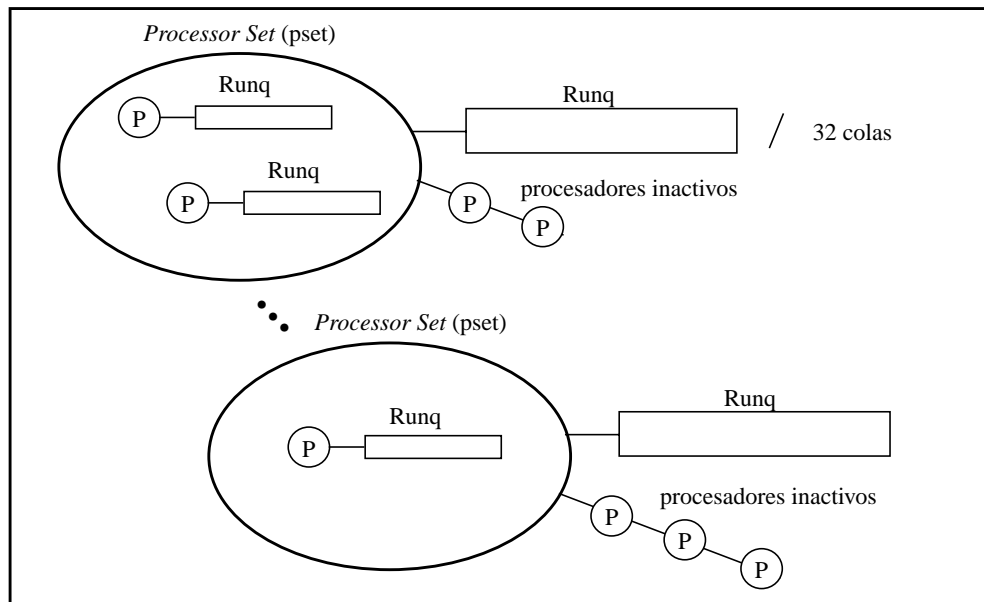 Processor Set (pset)
Runq
P
Runq
P
Runq
/ 32 colas
procesadores inactivos
P
P
Processor Set (pset)
Runq
P
Runq
procesadores inactivos
P
P
P